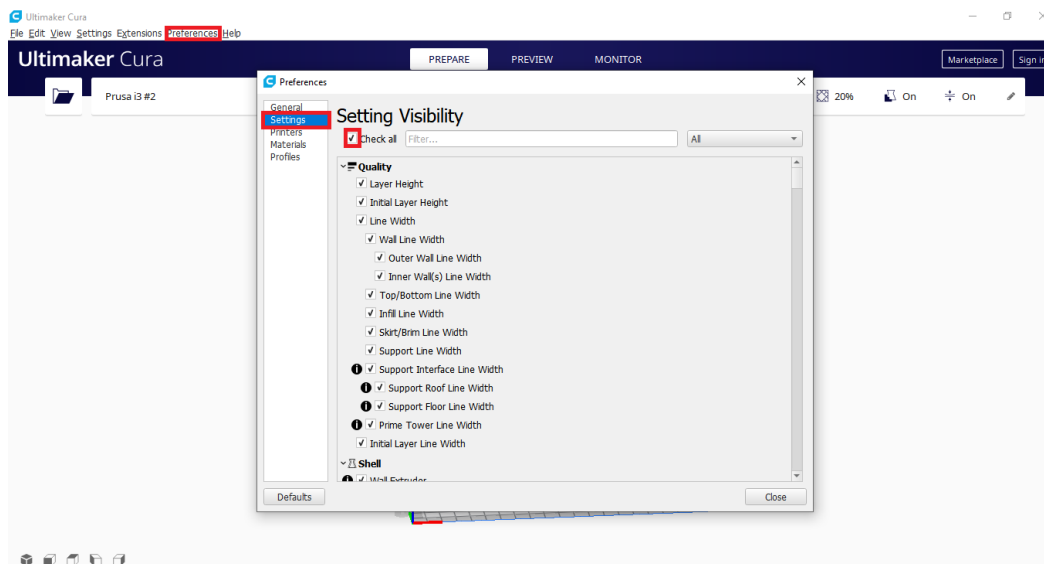 Ultimaker Cura
File Edit View Settings Extensions Preferences Help
Ultimaker Cura
PREPARE PREVIEW MONITOR
Marketplace Sign in
Prusa i3 #2
20% On On
Preferences
General
Settings
Printers
Materials
Profiles
Setting Visibility
Check all Filter... All
Quality
Layer Height
Initial Layer Height
Line Width
Wall Line Width
Outer Wall Line Width
Inner Wall(s) Line Width
Top/Bottom Line Width
Infill Line Width
Skirt/Brim Line Width
Support Line Width
Support Interface Line Width
Support Roof Line Width
Support Floor Line Width
Prime Tower Line Width
Initial Layer Line Width
Shell
Wall Extruder
Defaults Close